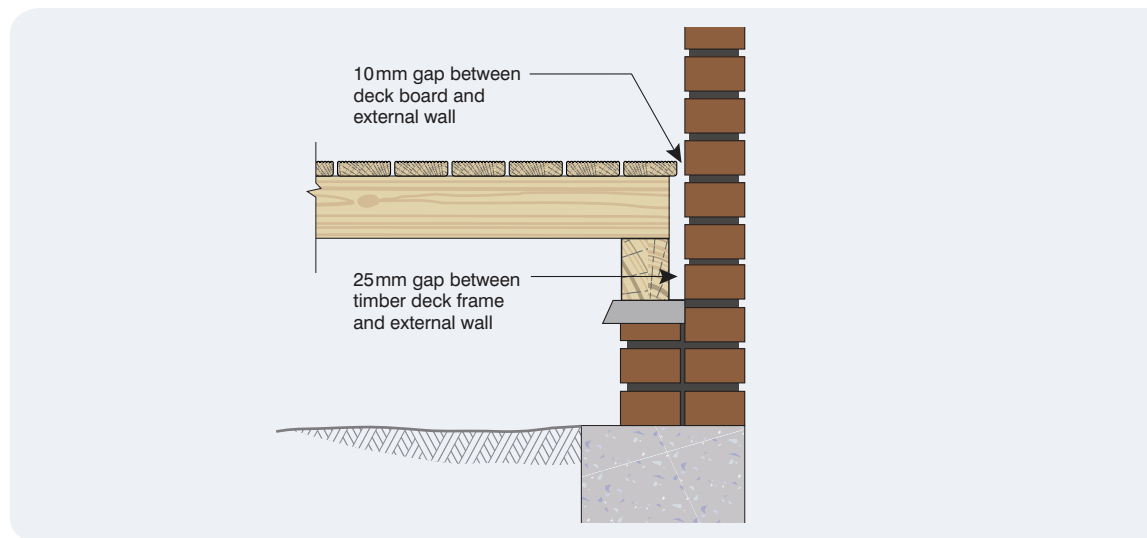 10mm gap between
deck board and
external wall
25mm gap between
timber deck frame
and external wall